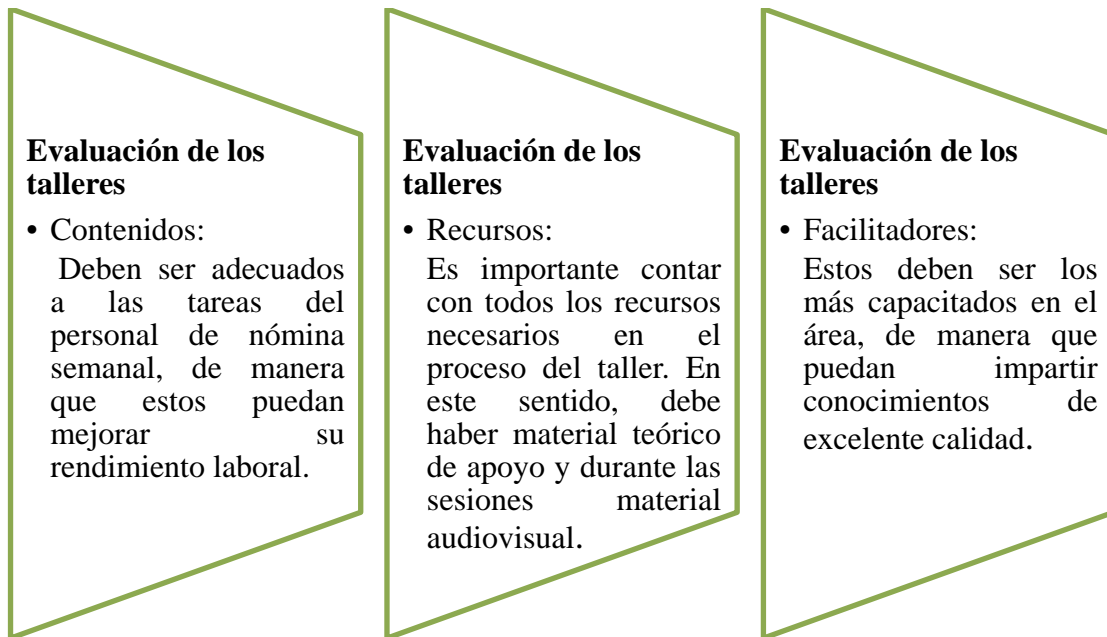 Evaluación de los
talleres
• Contenidos:
Deben ser adecuados
a las tareas del
personal de nómina
semanal, de manera
que estos puedan
mejorar su
rendimiento laboral.
Evaluación de los
talleres
• Recursos:
Es importante contar
con todos los recursos
necesarios en el
proceso del taller. En
este sentido, debe
haber material teórico
de apoyo y durante las
sesiones material
audiovisual.
Evaluación de los
talleres
• Facilitadores:
Estos deben ser los
más capacitados en el
área, de manera que
puedan impartir
conocimientos de
excelente calidad.